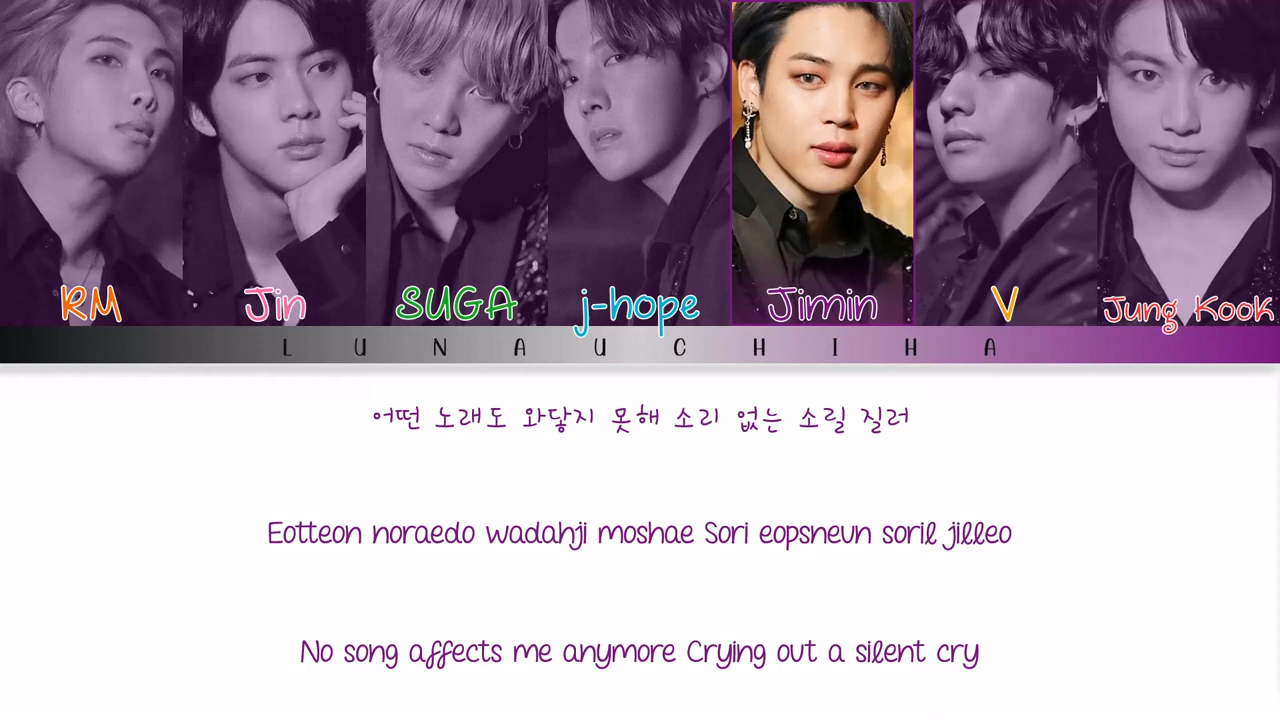 RM Jin SUGA j-hope Jimin V Jung Kook
LUNAUCHIHA
어떤 노래도 와닿지 못해 소리 없는 소릴 질러
Eotteon noraedo wadahji moshae Sori eopsneun soril jilleo
No song affects me anymore Crying out a silent cry